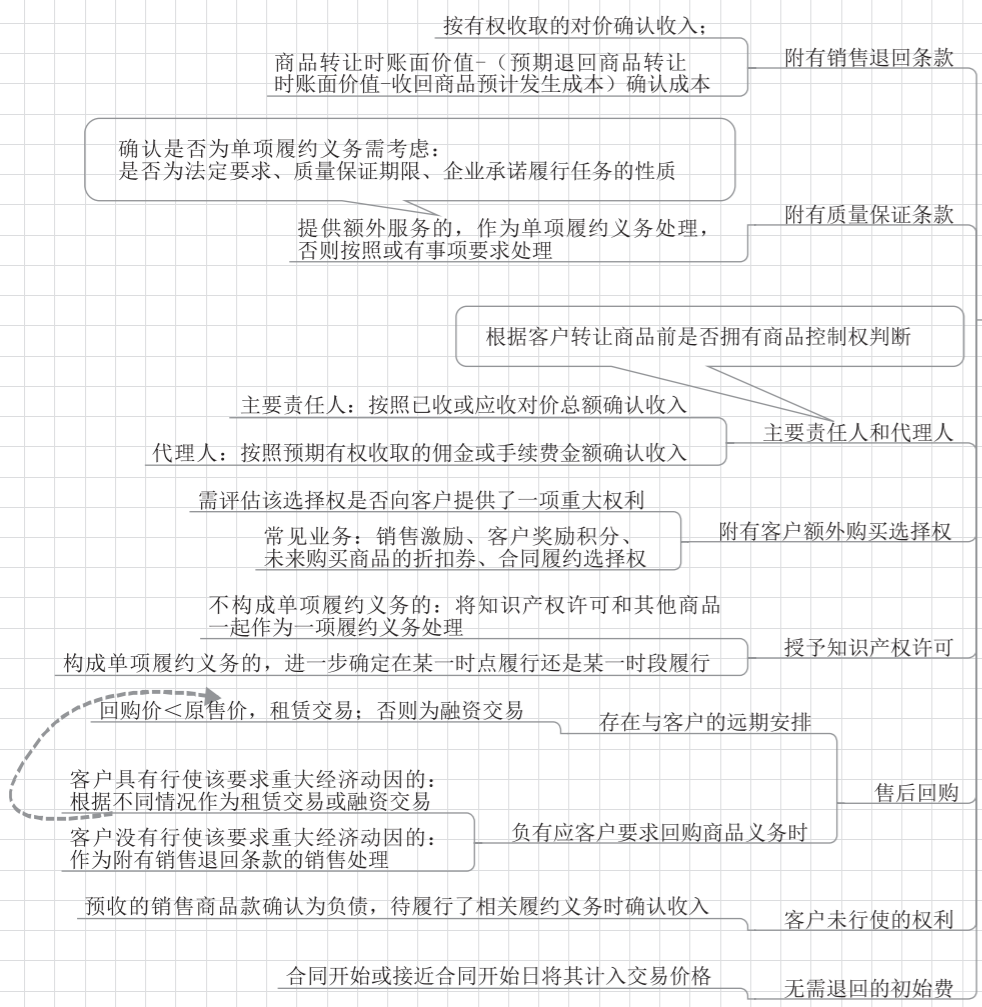 按有权收取的对价确认收入；
商品转让时账面价值-（预期退回商品转让
时账面价值-收回商品预计发生成本）确认成本
附有销售退回条款
确认是否为单项履约义务需考虑：
是否为法定要求、质量保证期限、企业承诺履行任务的性质
提供额外服务的，作为单项履约义务处理，
否则按照或有事项要求处理
附有质量保证条款
根据客户转让商品前是否拥有商品控制权判断
主要责任人：按照已收或应收对价总额确认收入
代理人：按照预期有权收取的佣金或手续费金额确认收入
主要责任人和代理人
需评估该选择权是否向客户提供了一项重大权利
常见业务：销售激励、客户奖励积分、
未来购买商品的折扣券、合同履约选择权
附有客户额外购买选择权
不构成单项履约义务的：将知识产权许可和其他商品
一起作为一项履约义务处理
构成单项履约义务的，进一步确定在某一时点履行还是某一时段履行
授予知识产权许可
回购价＜原售价，租赁交易；否则为融资交易
存在与客户的远期安排
客户具有行使该要求重大经济动因的：
根据不同情况作为租赁交易或融资交易
客户没有行使该要求重大经济动因的：
作为附有销售退回条款的销售处理
负有应客户要求回购商品义务时
售后回购
预收的销售商品款确认为负债，待履行了相关履约义务时确认收入
客户未行使的权利
合同开始或接近合同开始日将其计入交易价格
无需退回的初始费